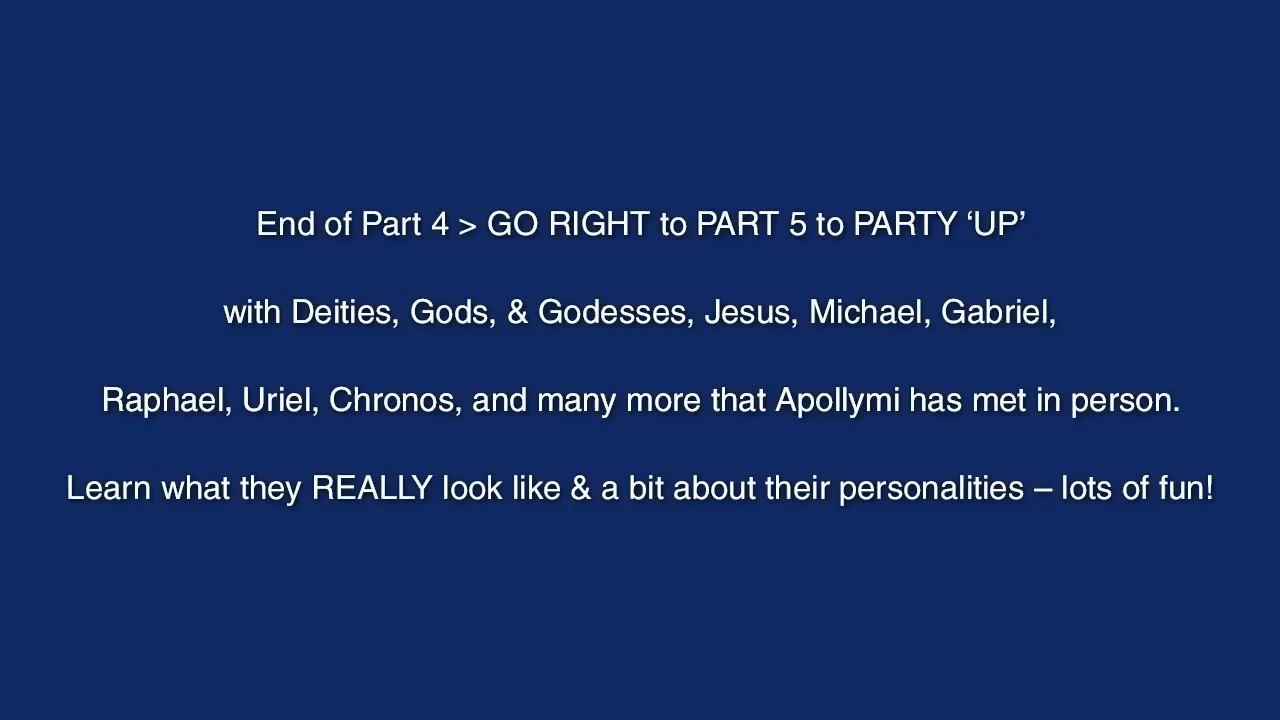 End of Part 4 > GO RIGHT to PART 5 to PARTY ‘UP’
with Deities, Gods, & Godesses, Jesus, Michael, Gabriel,
Raphael, Uriel, Chronos, and many more that Apollymi has met in person.
Learn what they REALLY look like & a bit about their personalities – lots of fun!